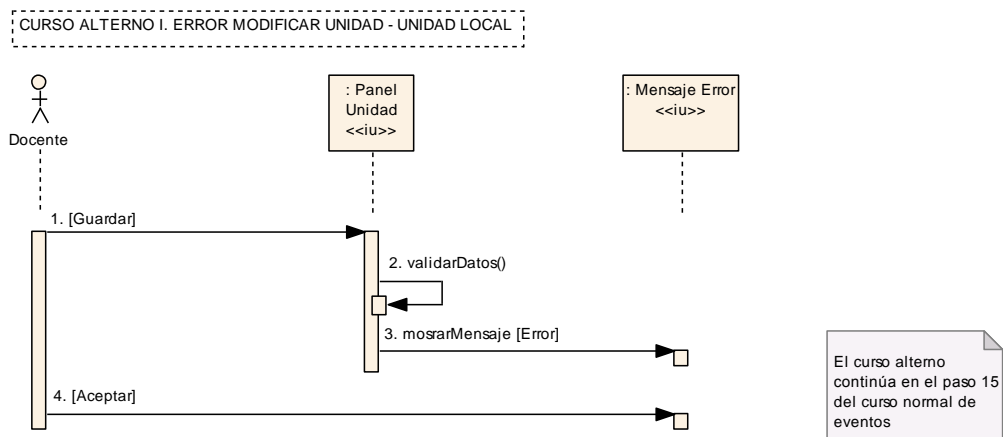 CURSO ALTERNO I. ERROR MODIFICAR UNIDAD - UNIDAD LOCAL
Docente
: Panel
Unidad
<<iu>>
: Mensaje Error
<<iu>>
1. [Guardar]
2. validarDatos()
3. mosrarMensaje [Error]
4. [Aceptar]
El curso alterno
continúa en el paso 15
del curso normal de
eventos